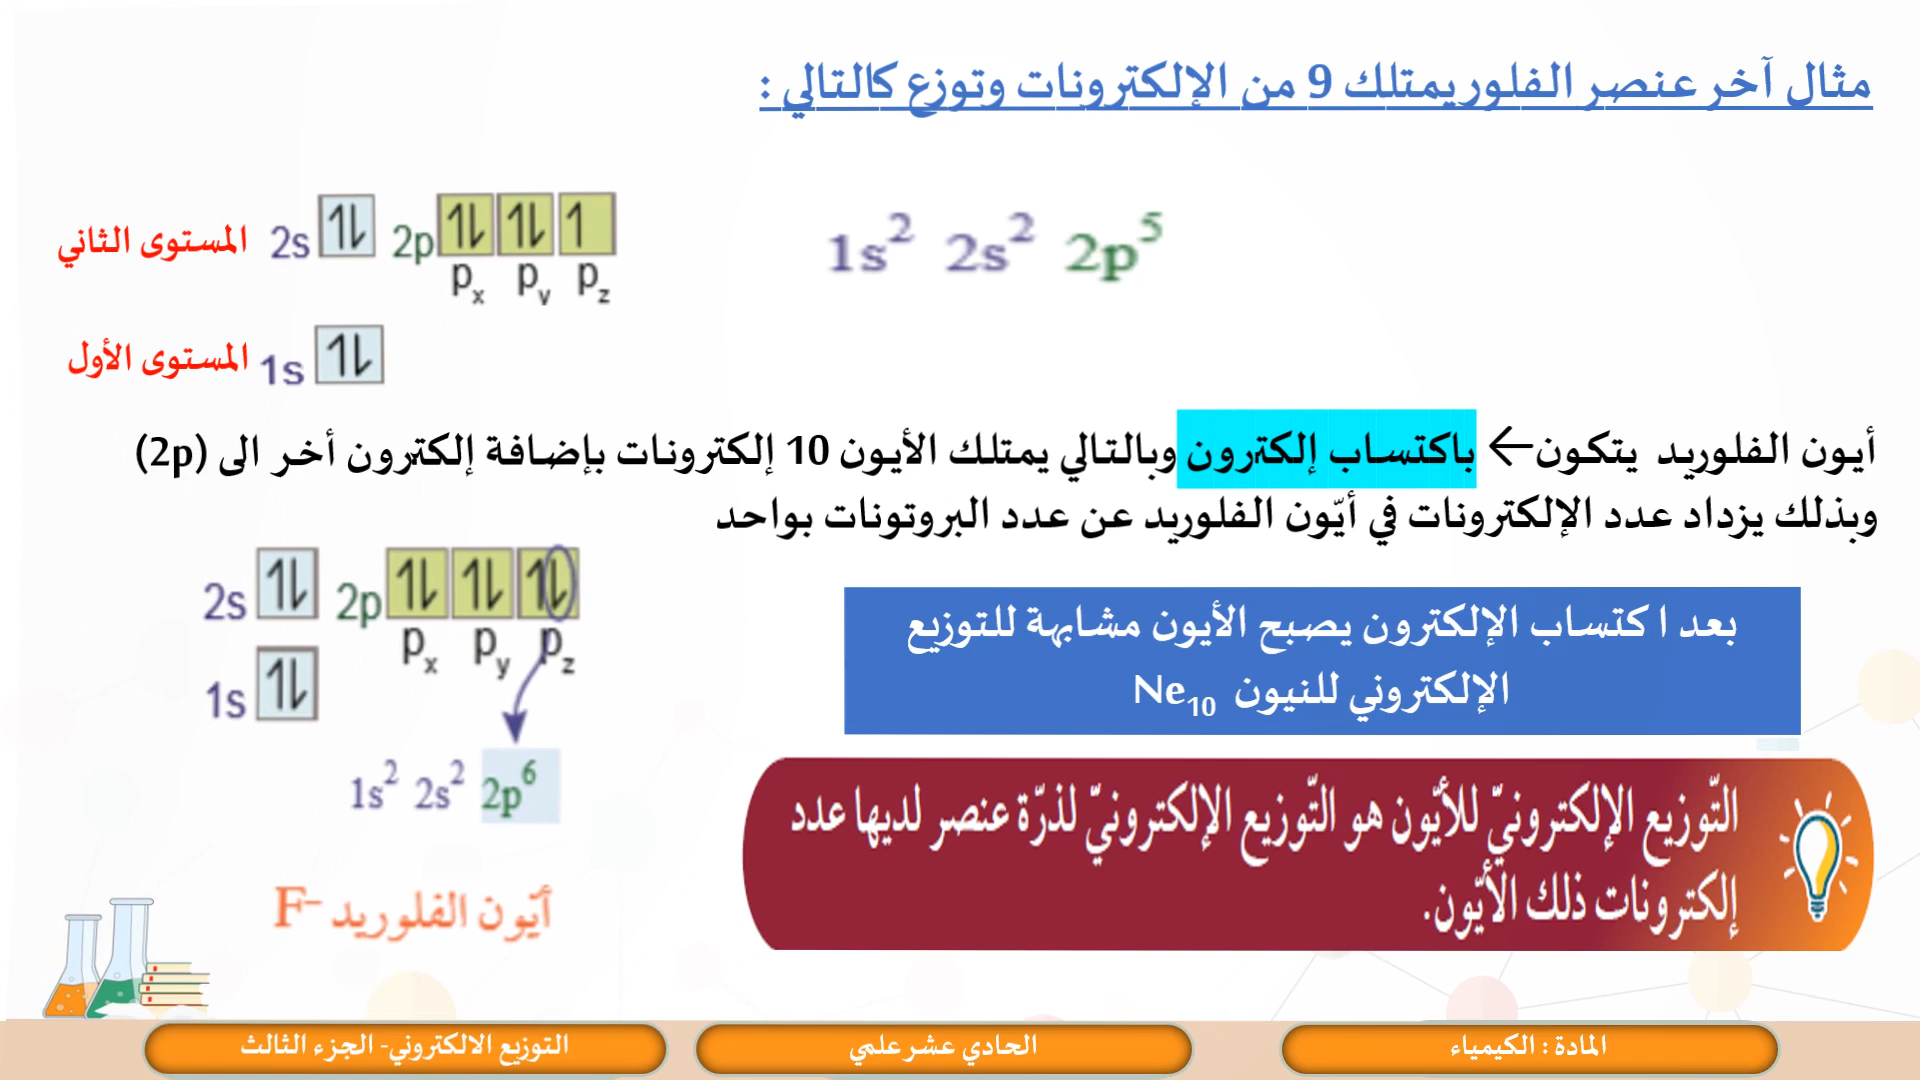 مثال آخر عنصر الفلور يمتلك 9 من الإلكترونات وتوزع كالتالي :
المستوى الثاني 2s 2p
px py pz
1s² 2s² 2p⁵
المستوى الأول 1s
أيون الفلوريد يتكون← باكتساب إلكترون وبالتالي يمتلك الأيون 10 إلكترونات بإضافة إلكترون أخر الى (2p)
وبذلك يزداد عدد الإلكترونات في أيّون الفلوريد عن عدد البروتونات بواحد
2s 2p
px py pz
1s
1s² 2s² 2p⁶
أيّون الفلوريد F⁻
بعد ا كتساب الإلكترون يصبح الأيون مشابهة للتوزيع
الإلكتروني للنيون Ne₁₀
التّوزيع الإلكترونيّ للأيّون هو التّوزيع الإلكترونيّ لذرّة عنصر لديها عدد
إلكترونات ذلك الأيّون.
المادة : الكيمياء
الحادي عشر علمي
التوزيع الالكتروني- الجزء الثالث